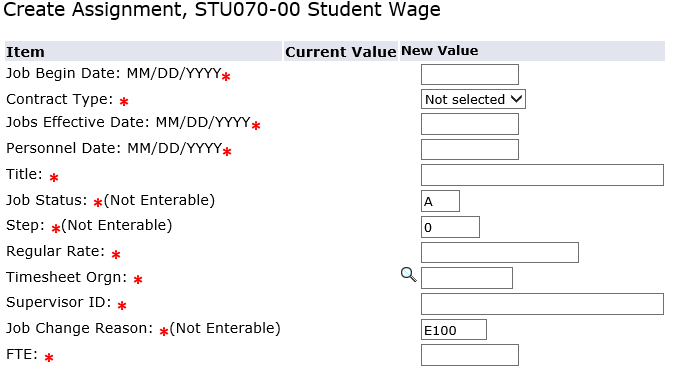 Create Assignment, STU070-00 Student Wage
Item Current Value New Value
Job Begin Date: MM/DD/YYYY*
Contract Type: * Not selected
Jobs Effective Date: MM/DD/YYYY*
Personnel Date: MM/DD/YYYY*
Title: *
Job Status: *(Not Enterable) A
Step: *(Not Enterable) 0
Regular Rate: *
Timesheet Orgn: *
Supervisor ID: *
Job Change Reason: *(Not Enterable) E100
FTE: *